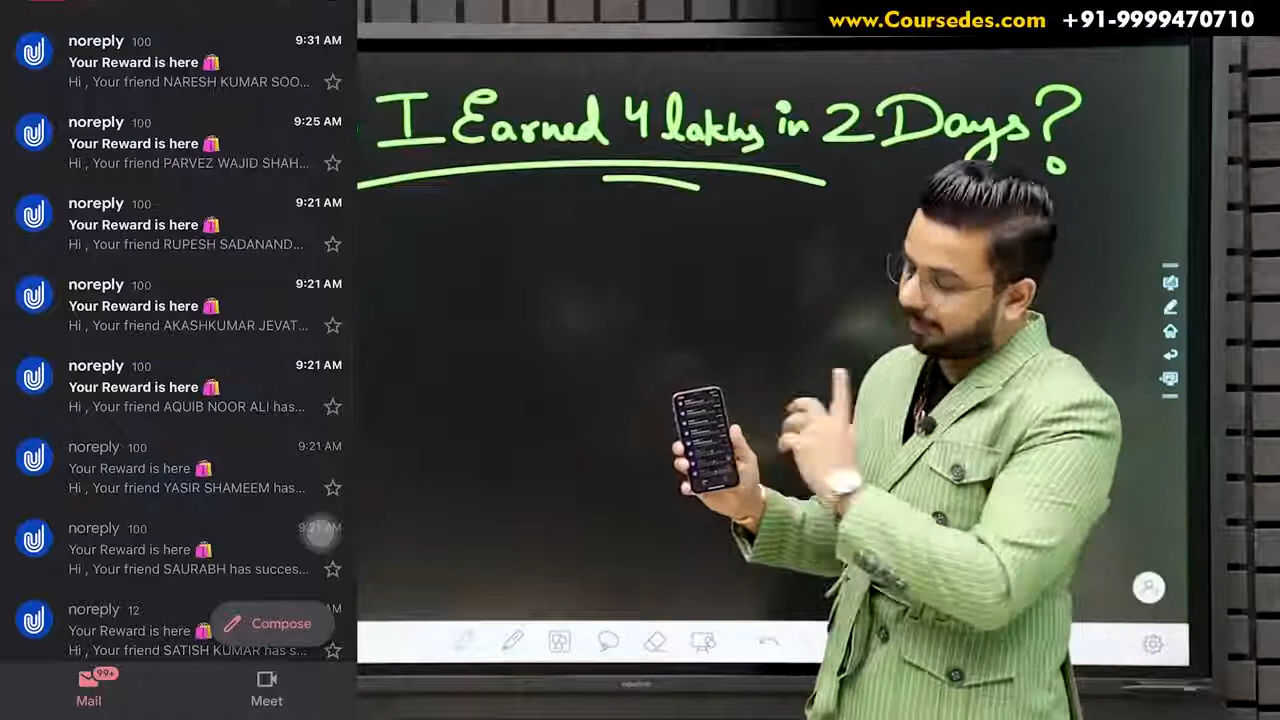 www.Coursedes.com +91-9999470710
I Earned 4 lakhs in 2 Days?
noreply 100 9:31 AM
Your Reward is here
Hi , Your friend NARESH KUMAR SOO...
noreply 100 9:25 AM
Your Reward is here
Hi , Your friend PARVEZ WAJID SHAH...
noreply 100 9:21 AM
Your Reward is here
Hi , Your friend RUPESH SADANAND...
noreply 100 9:21 AM
Your Reward is here
Hi , Your friend AKASHKUMAR JEVAT...
noreply 100 9:21 AM
Your Reward is here
Hi , Your friend AQUIB NOOR ALI has...
noreply 100 9:21 AM
Your Reward is here
Hi , Your friend YASIR SHAMEEM has...
noreply 100 9:21 AM
Your Reward is here
Hi , Your friend SAURABH has succes...
noreply 12 AM
Your Reward is here
Hi , Your friend SATISH KUMAR has s...
Compose
99+
Mail Meet